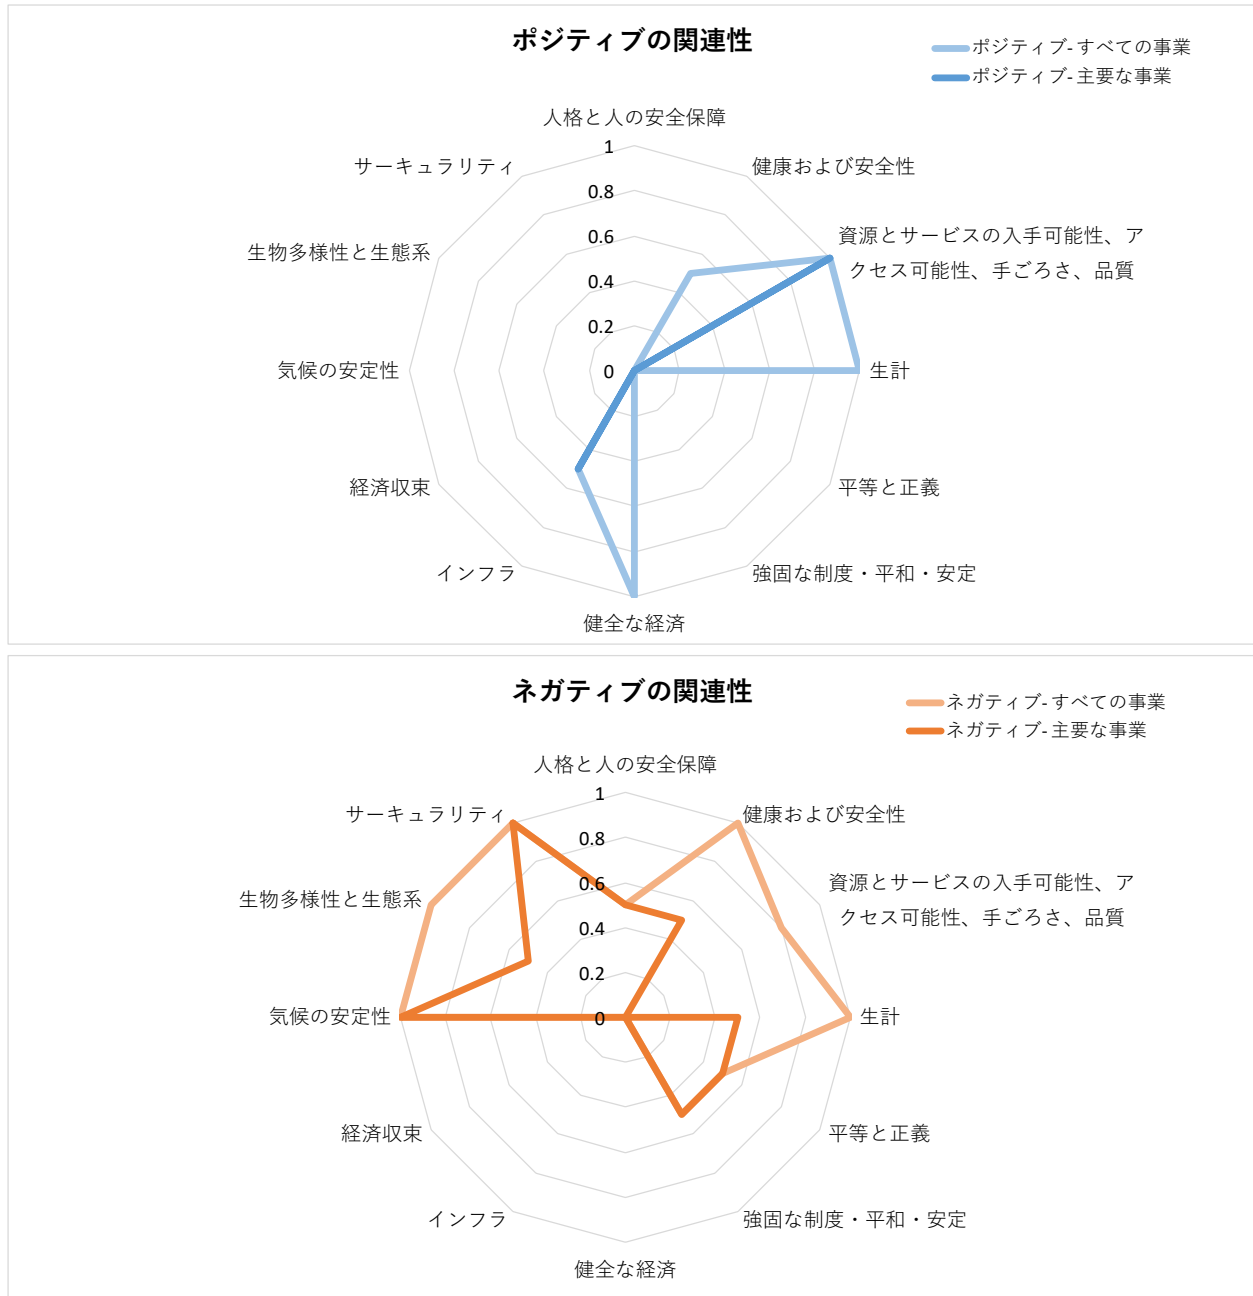 ポジティブの関連性
ポジティブ- すべての事業
ポジティブ- 主要な事業
人格と人の安全保障
健康および安全性
資源とサービスの入手可能性、ア
クセス可能性、手ごろさ、品質
生計
平等と正義
強固な制度・平和・安定
健全な経済
インフラ
経済収束
気候の安定性
生物多様性と生態系
サーキュラリティ
1
0.8
0.6
0.4
0.2
0
ネガティブの関連性
ネガティブ- すべての事業
ネガティブ- 主要な事業
人格と人の安全保障
健康および安全性
資源とサービスの入手可能性、ア
クセス可能性、手ごろさ、品質
生計
平等と正義
強固な制度・平和・安定
健全な経済
インフラ
経済収束
気候の安定性
生物多様性と生態系
サーキュラリティ
1
0.8
0.6
0.4
0.2
0